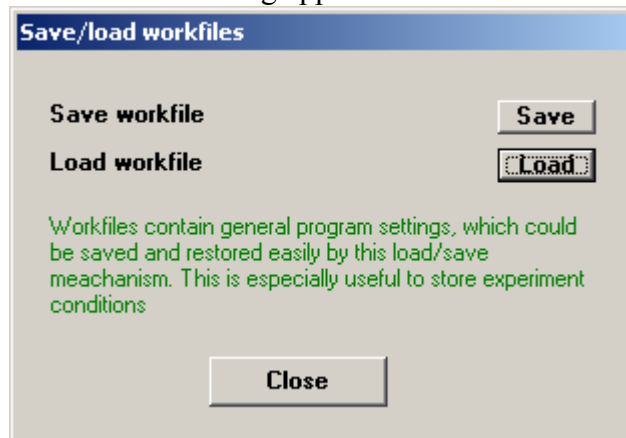 Save/load workfiles
Save workfile Save
Load workfile Load
Workfiles contain general program settings, which could
be saved and restored easily by this load/save
meachanism. This is especially useful to store experiment
conditions
Close